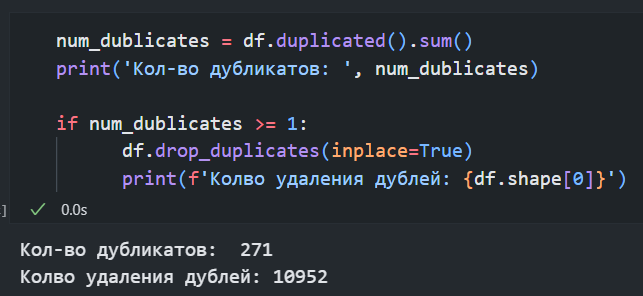 num_dublicates = df.duplicated().sum()
print('Кол-во дубликатов: ', num_dublicates)
if num_dublicates >= 1:
df.drop_duplicates(inplace=True)
print(f'Колво удаления дублей: {df.shape[0]}')
] ✓ 0.0s
Кол-во дубликатов:  271
Колво удаления дублей: 10952